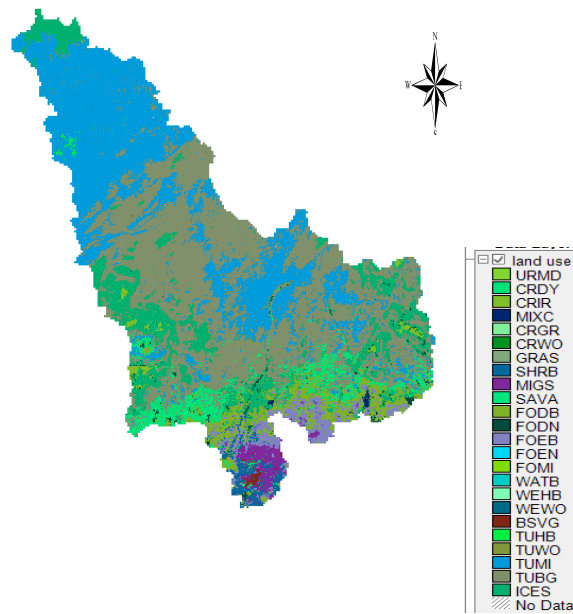 N
W
E
S
land use
URMD
CRDY
CRIR
MIXC
CRGR
CRWO
GRAS
SHRB
MIGS
SAVA
FODB
FODN
FOEB
FOEN
FOMI
WATB
WEHB
WEWO
BSVG
TUHB
TUWO
TUMI
TUBG
ICES
No Data